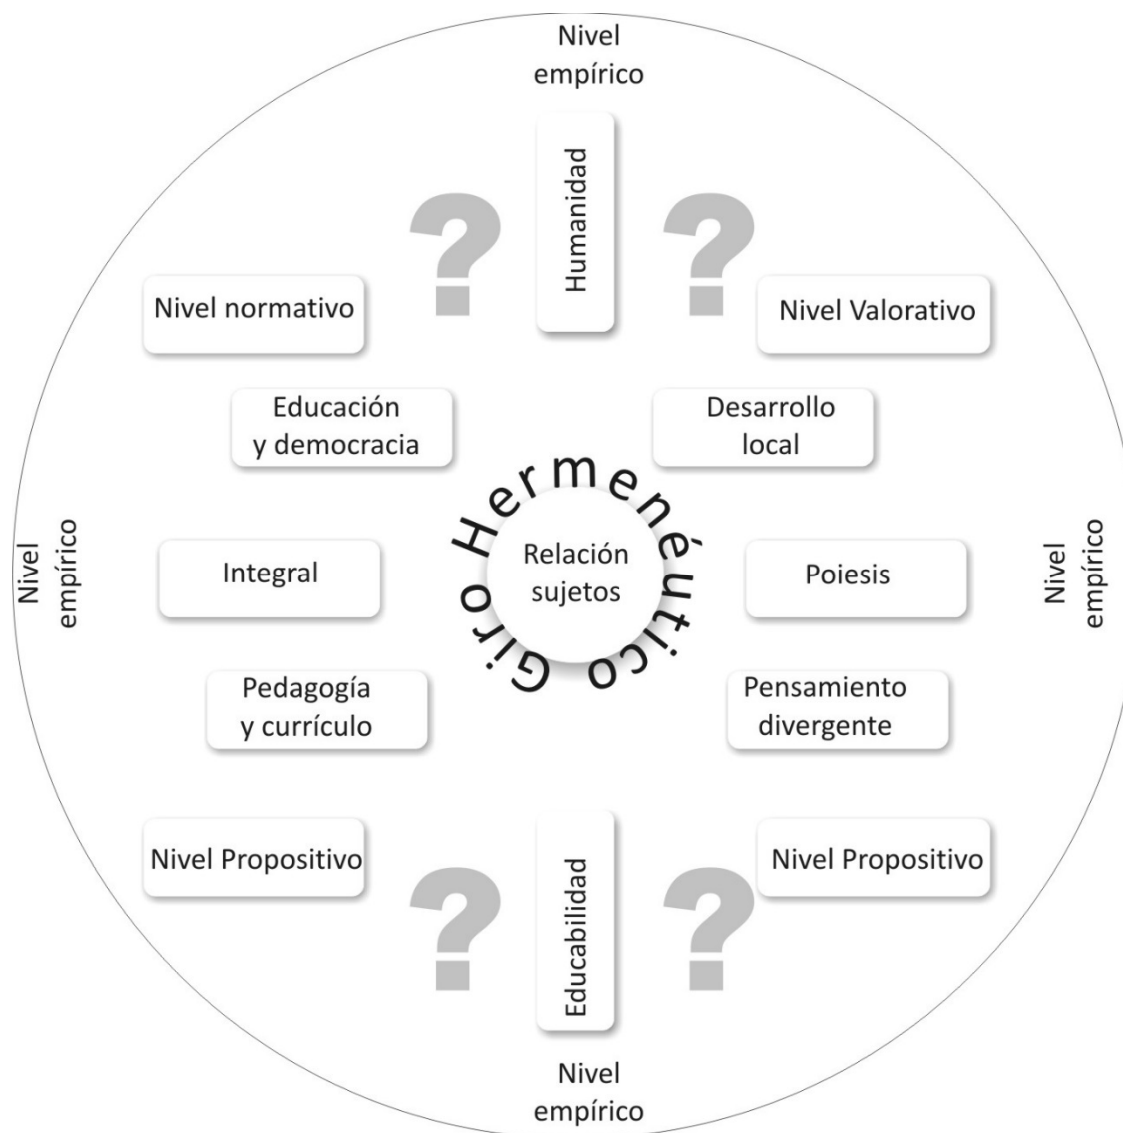 Nivel
empírico
Humanidad
?
?
Nivel normativo
Nivel Valorativo
Educación
y democracia
Desarrollo
local
Giro Hermenéutico
Nivel
empírico
Integral
Relación
sujetos
Poiesis
Nivel
empírico
Pedagogía
y currículo
Pensamiento
divergente
Nivel Propositivo
Nivel Propositivo
?
?
Educabilidad
Nivel
empírico